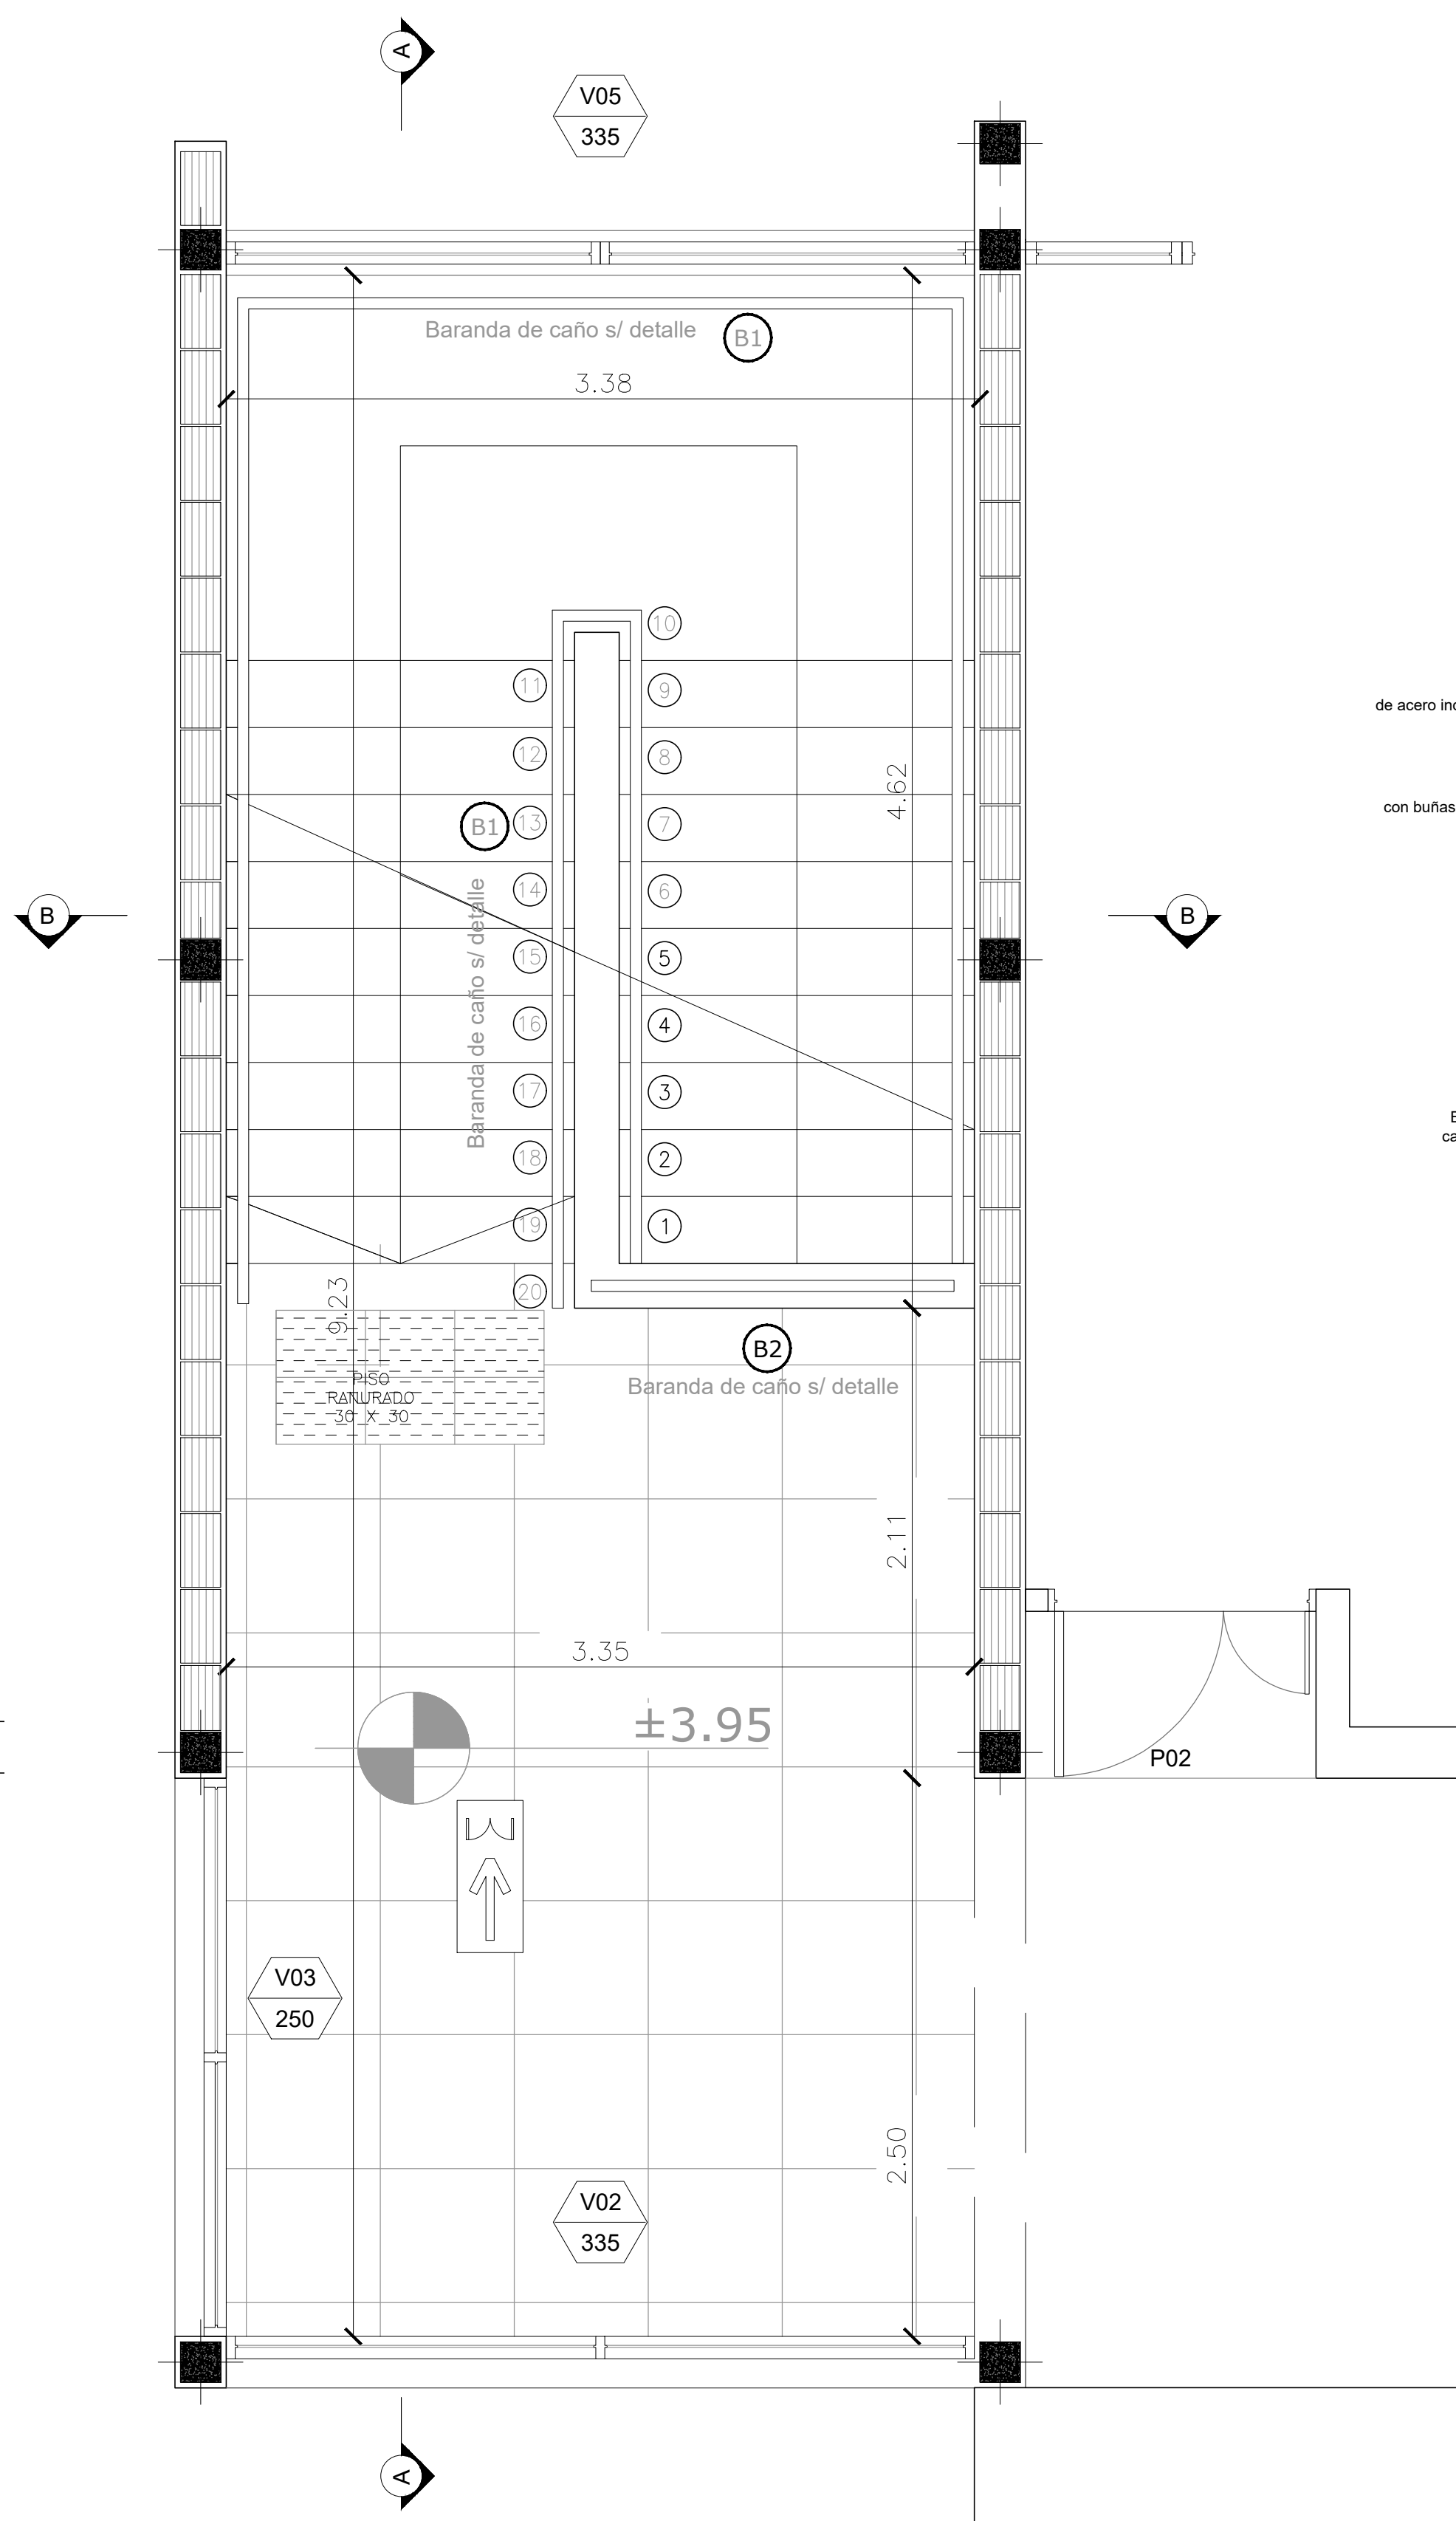 A
V05
335
Baranda de caño s/ detalle
B1
3.38
10
11
9
12
8
B1
13
7
4.62
14
6
15
5
16
4
17
3
18
2
19
1
20
Baranda de caño s/ detalle
B
B
de acero
con buñas
9.23
PISO
RANURADO
30 X 30
B2
Baranda de caño s/ detalle
2.11
3.35
±3.95
P02
V03
250
2.50
V02
335
A